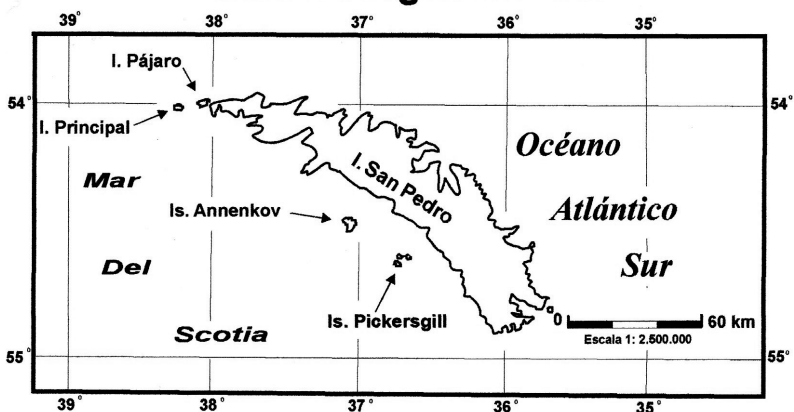 39° 38° 37° 36° 35°
I. Pájaro
54° 54°
I. Principal
Océano
Mar
I. San Pedro
Is. Annenkov
Atlántico
Del
Sur
Is. Pickersgill
0 60 km
Scotia
Escala 1: 2.500.000
55° 55°
39° 38° 37° 36° 35°